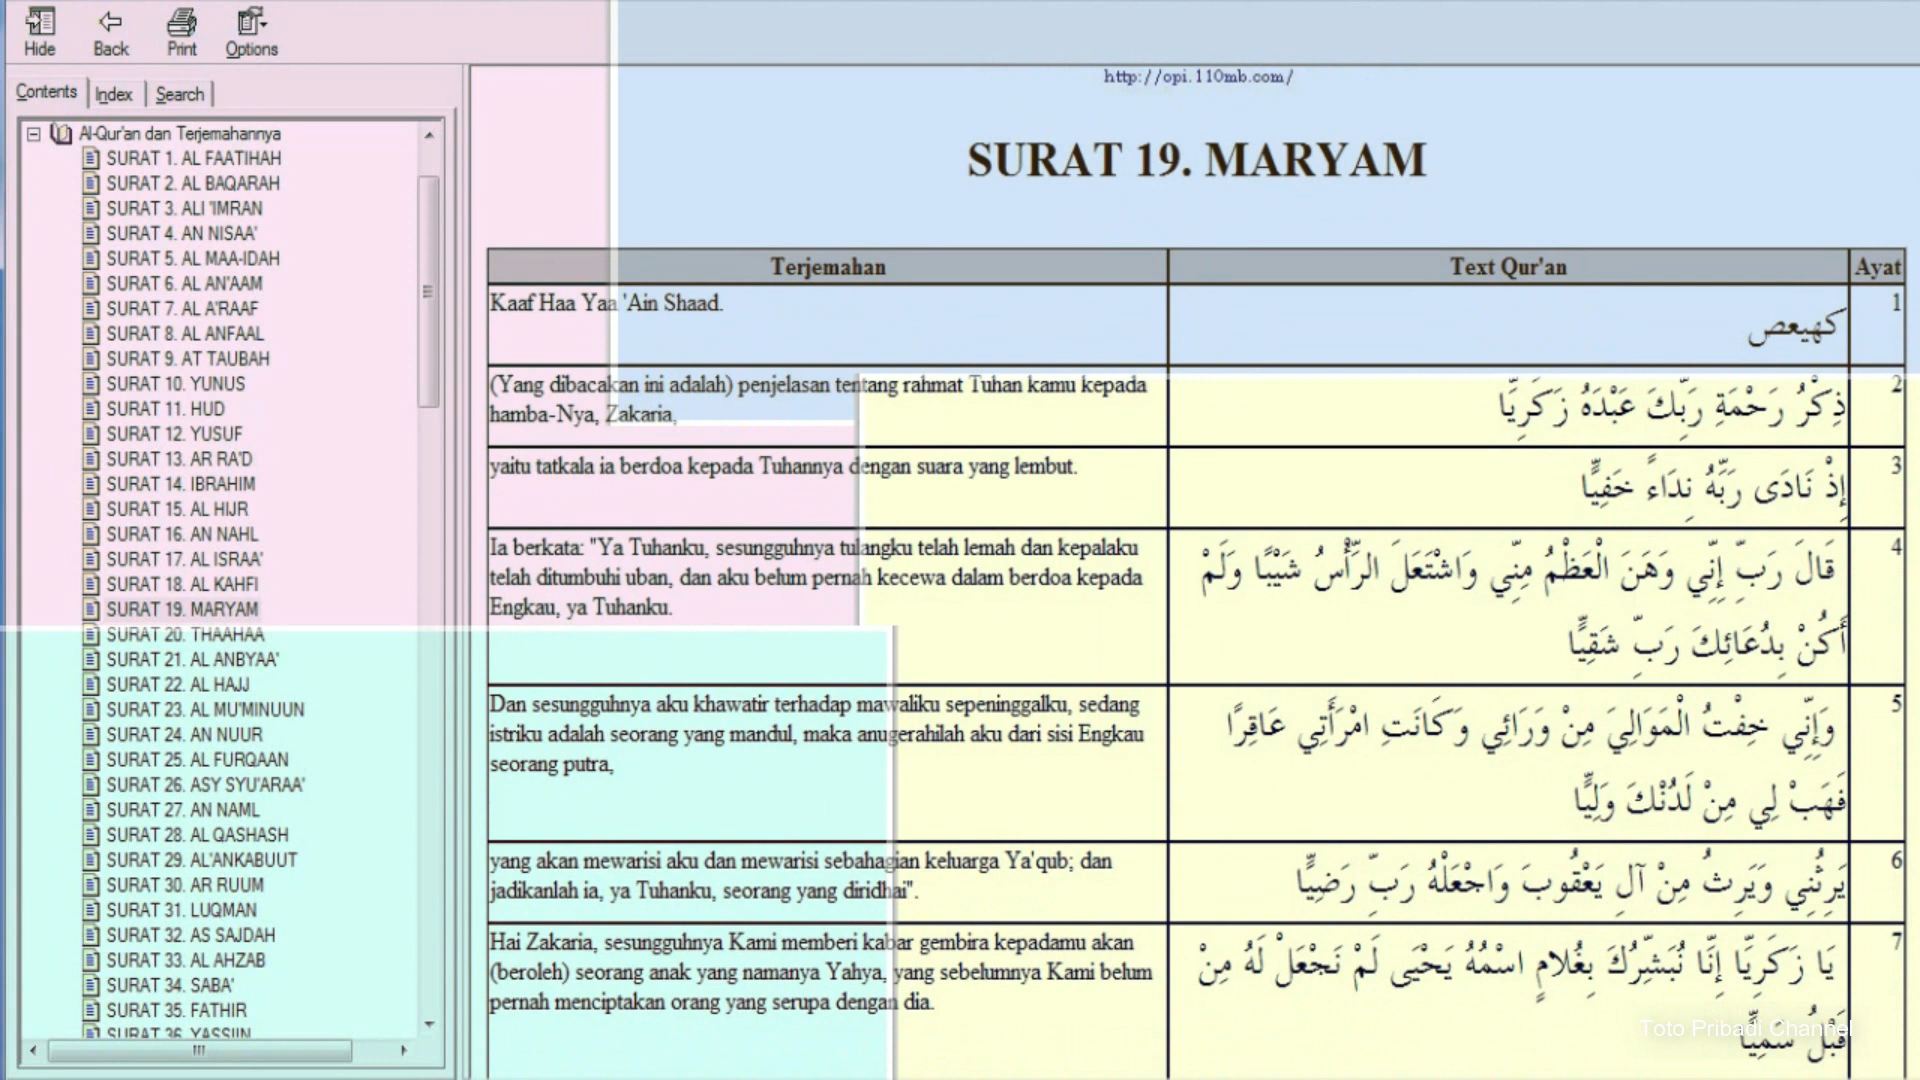 Hide
Back
Print
Options
Contents
Index
Search
Al-Qur'an dan Terjemahannya
SURAT 1. AL FAATIHAH
SURAT 2. AL BAQARAH
SURAT 3. ALI 'IMRAN
SURAT 4. AN NISAA'
SURAT 5. AL MAA-IDAH
SURAT 6. AL AN'AAM
SURAT 7. AL A'RAAF
SURAT 8. AL ANFAAL
SURAT 9. AT TAUBAH
SURAT 10. YUNUS
SURAT 11. HUD
SURAT 12. YUSUF
SURAT 13. AR RA'D
SURAT 14. IBRAHIM
SURAT 15. AL HIJR
SURAT 16. AN NAHL
SURAT 17. AL ISRAA'
SURAT 18. AL KAHFI
SURAT 19. MARYAM
SURAT 20. THAAHAA
SURAT 21. AL ANBYAA'
SURAT 22. AL HAJJ
SURAT 23. AL MU'MINUUN
SURAT 24. AN NUUR
SURAT 25. AL FURQAAN
SURAT 26. ASY SYU'ARAA'
SURAT 27. AN NAML
SURAT 28. AL QASHASH
SURAT 29. AL'ANKABUUT
SURAT 30. AR RUUM
SURAT 31. LUQMAN
SURAT 32. AS SAJDAH
SURAT 33. AL AHZAB
SURAT 34. SABA'
SURAT 35. FATHIR
SURAT 36. YASSIIN
http://opi.110mb.com/
SURAT 19. MARYAM
Terjemahan
Text Qur'an
Ayat
Kaaf Haa Yaa 'Ain Shaad.
كهيعص
1
(Yang dibacakan ini adalah) penjelasan tentang rahmat Tuhan kamu kepada
hamba-Nya, Zakaria,
ذِكْرُ رَحْمَةِ رَبِّكَ عَبْدَهُ زَكَرِيَّا
2
yaitu tatkala ia berdoa kepada Tuhannya dengan suara yang lembut.
إِذْ نَادَى رَبَّهُ نِدَاءً خَفِيًّا
3
Ia berkata: "Ya Tuhanku, sesungguhnya tulangku telah lemah dan kepalaku
telah ditumbuhi uban, dan aku belum pernah kecewa dalam berdoa kepada
Engkau, ya Tuhanku.
قَالَ رَبِّ إِنِّي وَهَنَ الْعَظْمُ مِنِّي وَاشْتَعَلَ الرَّأْسُ شَيْبًا وَلَمْ
أَكُنْ بِدُعَائِكَ رَبِّ شَقِيًّا
4
Dan sesungguhnya aku khawatir terhadap mawaliku sepeninggalku, sedang
istriku adalah seorang yang mandul, maka anugerahilah aku dari sisi Engkau
seorang putra,
وَإِنِّي خِفْتُ الْمَوَالِيَ مِنْ وَرَائِي وَكَانَتِ امْرَأَتِي عَاقِرًا
فَهَبْ لِي مِنْ لَدُنْكَ وَلِيًّا
5
yang akan mewarisi aku dan mewarisi sebahagian keluarga Ya'qub; dan
jadikanlah ia, ya Tuhanku, seorang yang diridhai".
يَرِثُنِي وَيَرِثُ مِنْ آلِ يَعْقُوبَ وَاجْعَلْهُ رَبِّ رَضِيًّا
6
Hai Zakaria, sesungguhnya Kami memberi kabar gembira kepadamu akan
(beroleh) seorang anak yang namanya Yahya, yang sebelumnya Kami belum
pernah menciptakan orang yang serupa dengan dia.
يَا زَكَرِيَّا إِنَّا نُبَشِّرُكَ بِغُلامٍ اسْمُهُ يَحْيَى لَمْ نَجْعَلْ لَهُ مِنْ
قَبْلُ سَمِيًّا
7
Toto Pribadi Channel